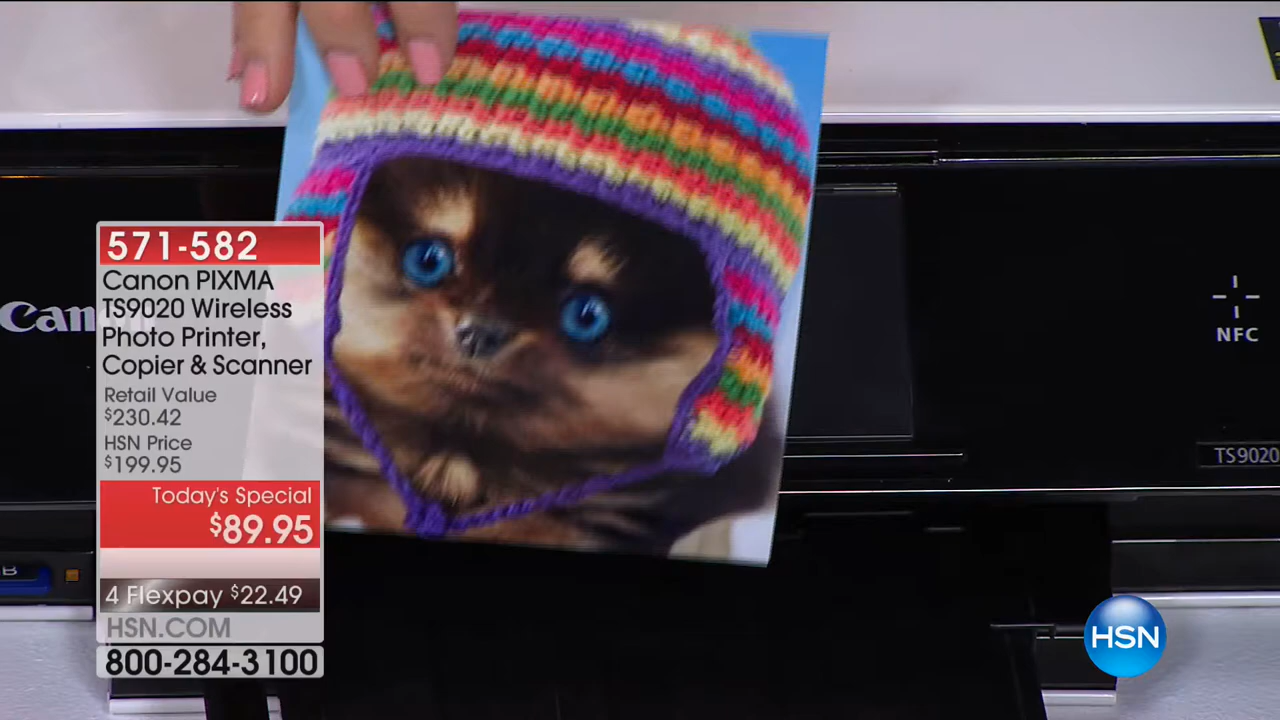 571-582
Canon PIXMA
TS9020 Wireless
Photo Printer,
Copier & Scanner
Retail Value
$230.42
HSN Price
$199.95
Today's Special
$89.95
4 Flexpay $22.49
HSN.COM
800-284-3100
Canon
NFC
TS9020
HSN